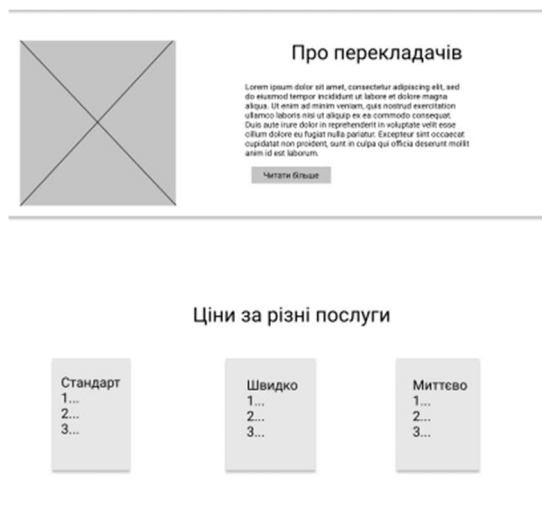 Про перекладачів
Lorem ipsum dolor sit amet, consectetur adipiscing elit, sed
do eiusmod tempor incididunt ut labore et dolore magna
aliqua. Ut enim ad minim veniam, quis nostrud exercitation
ullamco laboris nisi ut aliquip ex ea commodo consequat.
Duis aute irure dolor in reprehenderit in voluptate velit esse
cillum dolore eu fugiat nulla pariatur. Excepteur sint occaecat
cupidatat non proident, sunt in culpa qui officia deserunt mollit
anim id est laborum.
Читати більше
Ціни за різні послуги
Стандарт
1...
2...
3...
Швидко
1...
2...
3...
Миттєво
1...
2...
3...